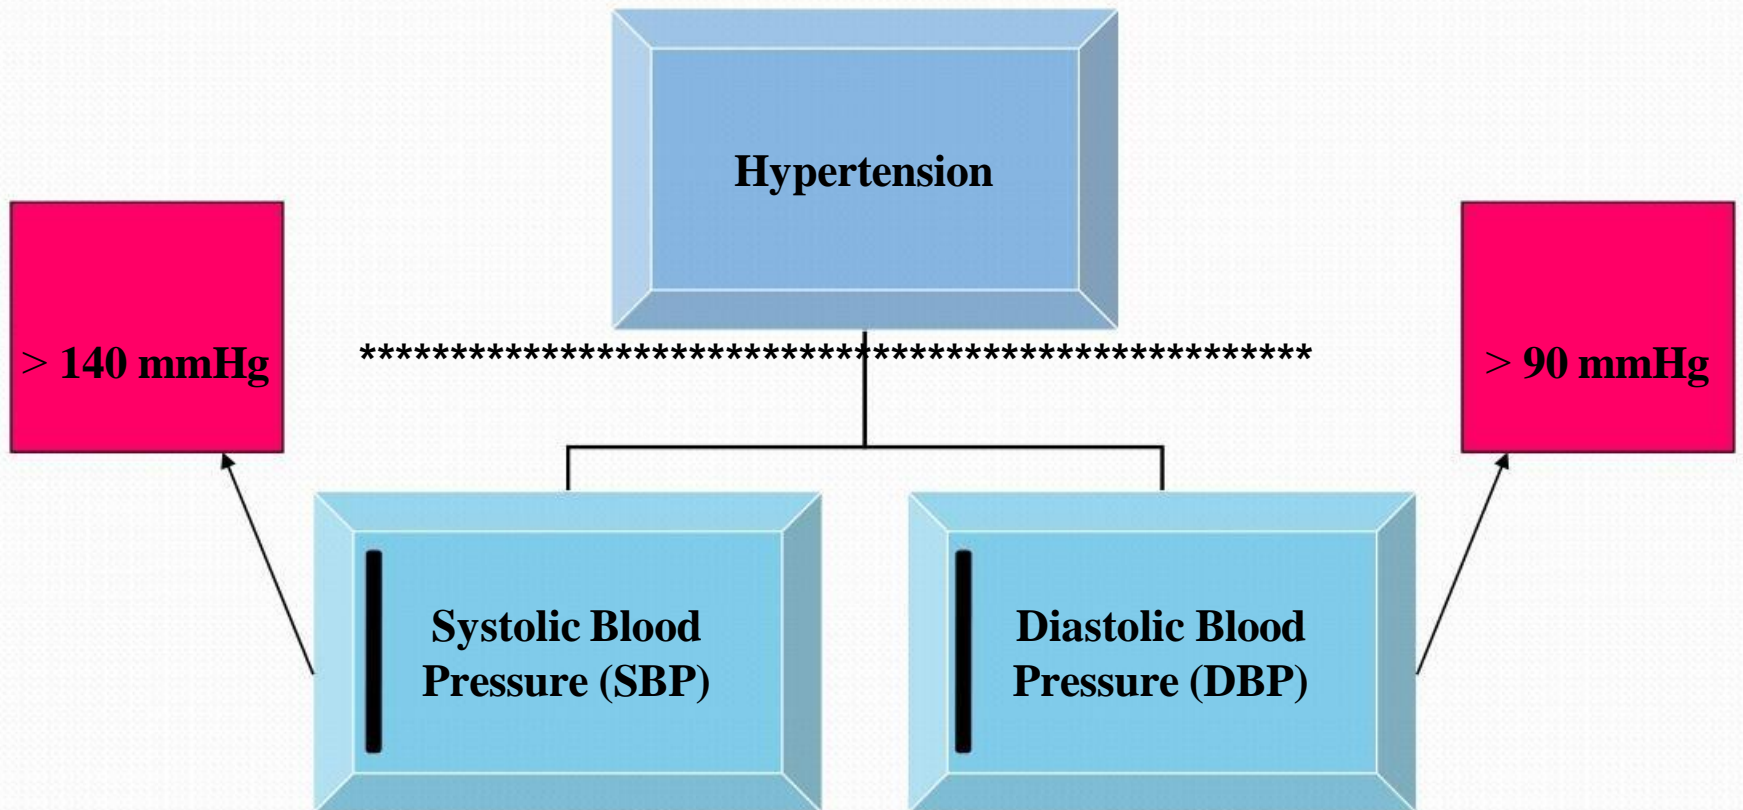 Hypertension
> 140 mmHg
****************************************************
> 90 mmHg
Systolic Blood
Pressure (SBP)
Diastolic Blood
Pressure (DBP)